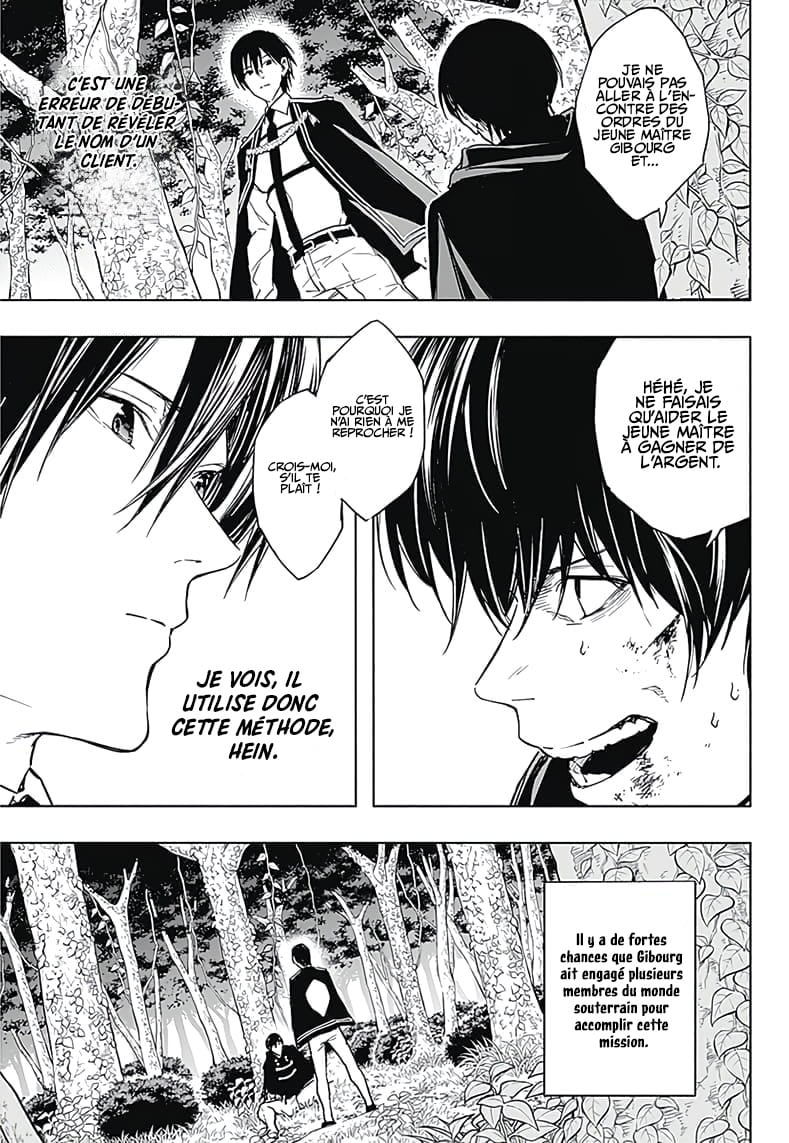 JE NE
POUVAIS PAS
ALLER À L'EN-
CONTRE DES
ORDRES DU
JEUNE MAÎTRE
GIBOURG
ET...
C'EST UNE
ERREUR DE DÉBU-
TANT DE RÉVÉLER
LE NOM D'UN
CLIENT.
HÉHÉ, JE
NE FAISAIS
QU'AIDER LE
JEUNE MAÎTRE
À GAGNER DE
L'ARGENT.
C'EST
POURQUOI JE
N'AI RIEN À ME
REPROCHER !
CROIS-MOI,
S'IL TE
PLAÎT !
JE VOIS, IL
UTILISE DONC
CETTE MÉTHODE,
HEIN.
Il y a de fortes
chances que Gibourg
ait engagé plusieurs
membres du monde
souterrain pour
accomplir cette
mission.